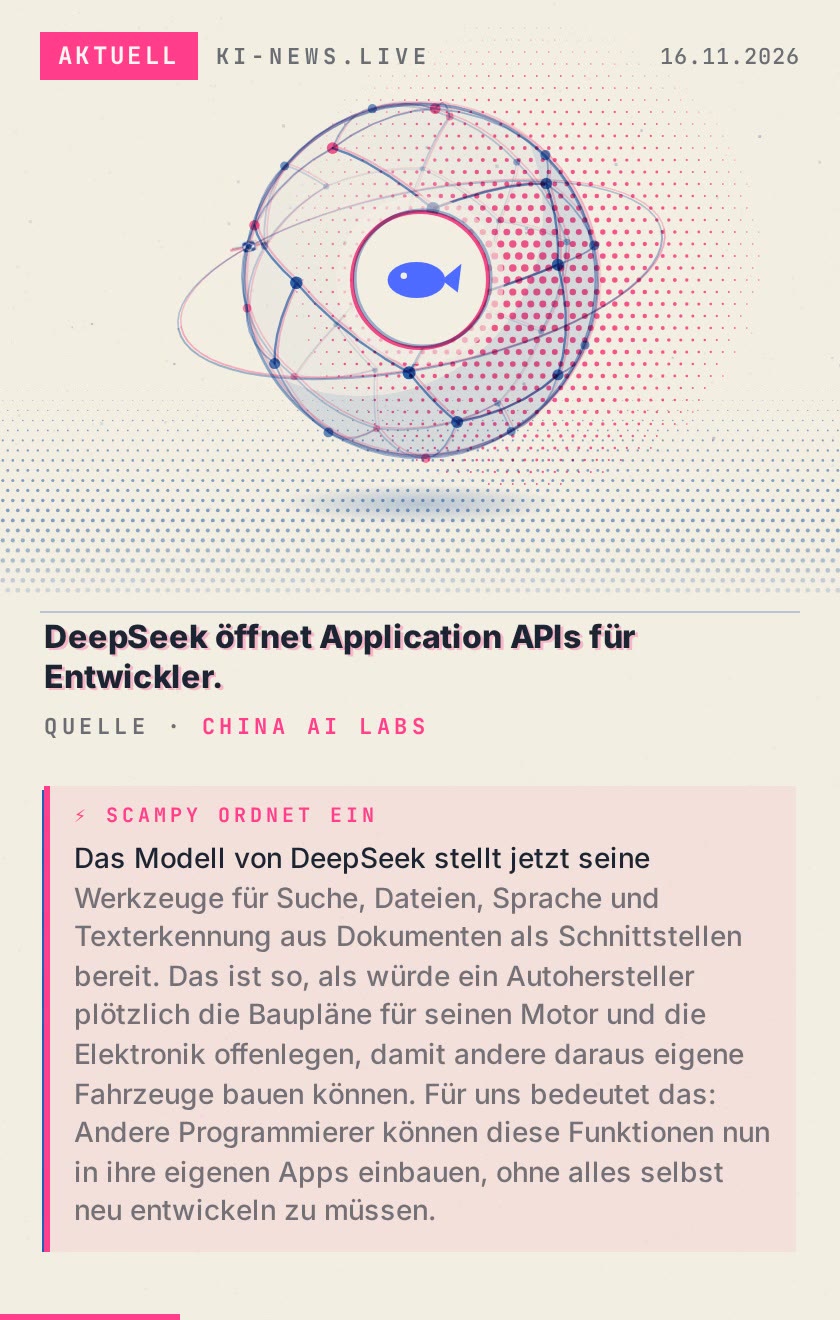 AKTUELL KI-NEWS.LIVE 16.11.2026
DeepSeek öffnet Application APIs für
Entwickler.
QUELLE · CHINA AI LABS
⚡ SCAMPY ORDNET EIN
Das Modell von DeepSeek stellt jetzt seine
Werkzeuge für Suche, Dateien, Sprache und
Texterkennung aus Dokumenten als Schnittstellen
bereit. Das ist so, als würde ein Autohersteller
plötzlich die Baupläne für seinen Motor und die
Elektronik offenlegen, damit andere daraus eigene
Fahrzeuge bauen können. Für uns bedeutet das:
Andere Programmierer können diese Funktionen nun
in ihre eigenen Apps einbauen, ohne alles selbst
neu entwickeln zu müssen.